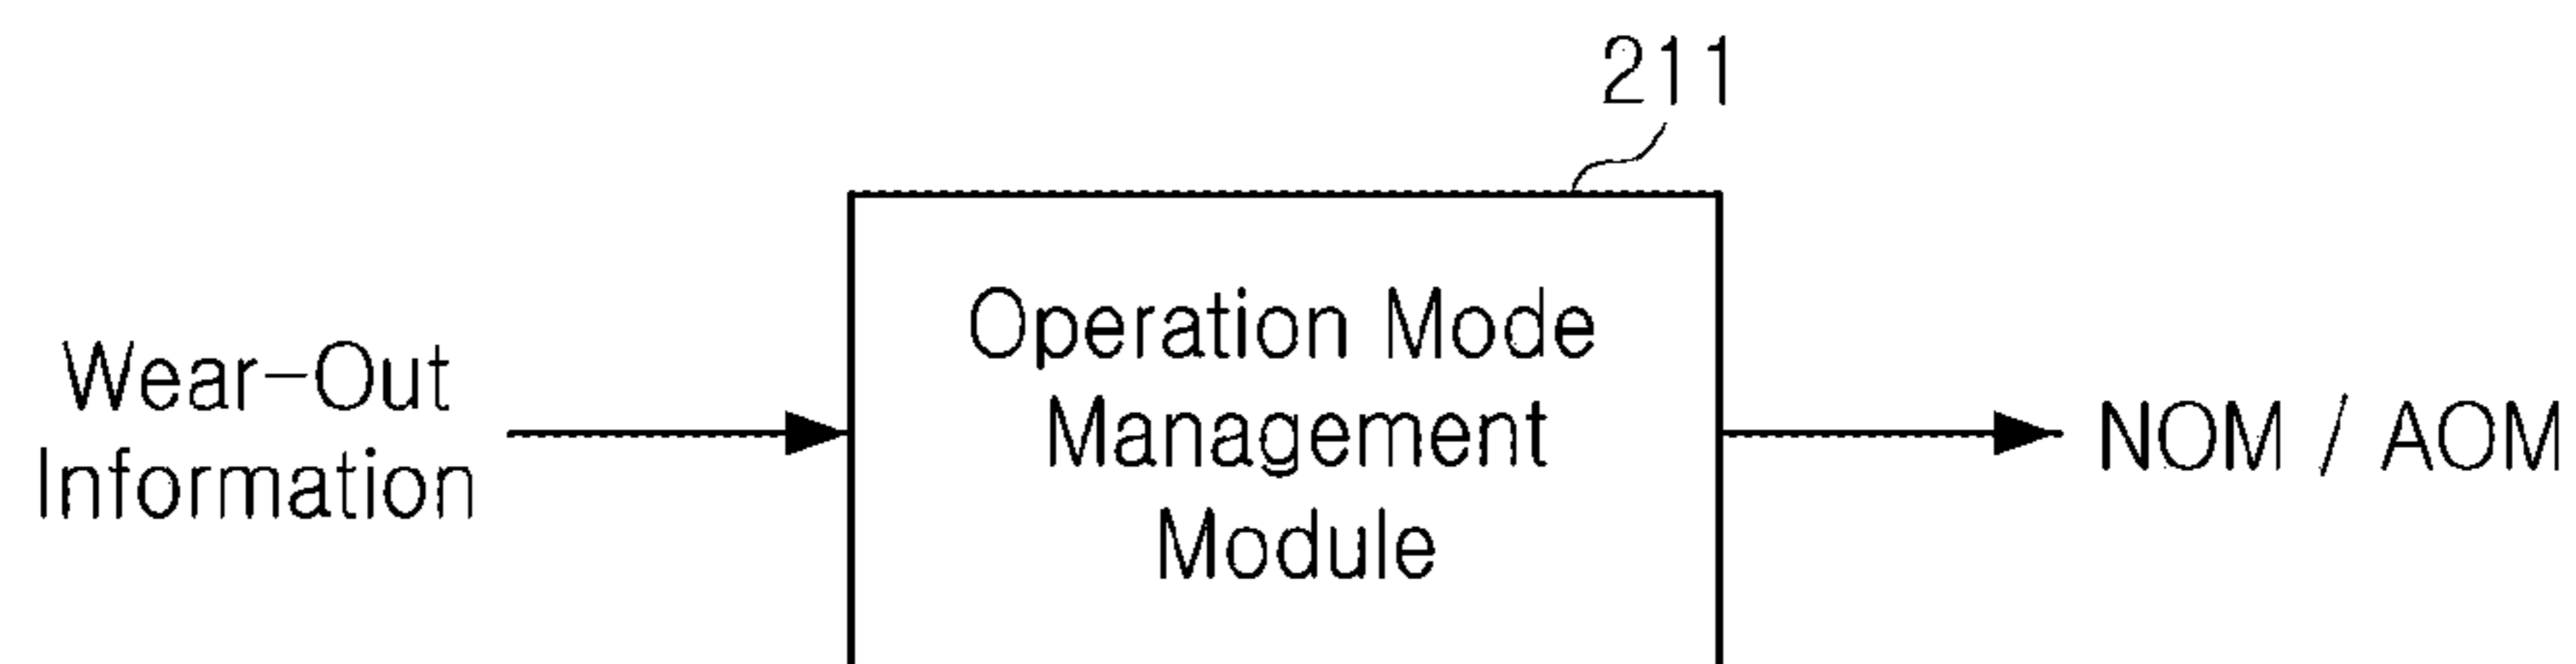 211
Wear-Out
Information
Operation Mode
Management
Module
NOM / AOM